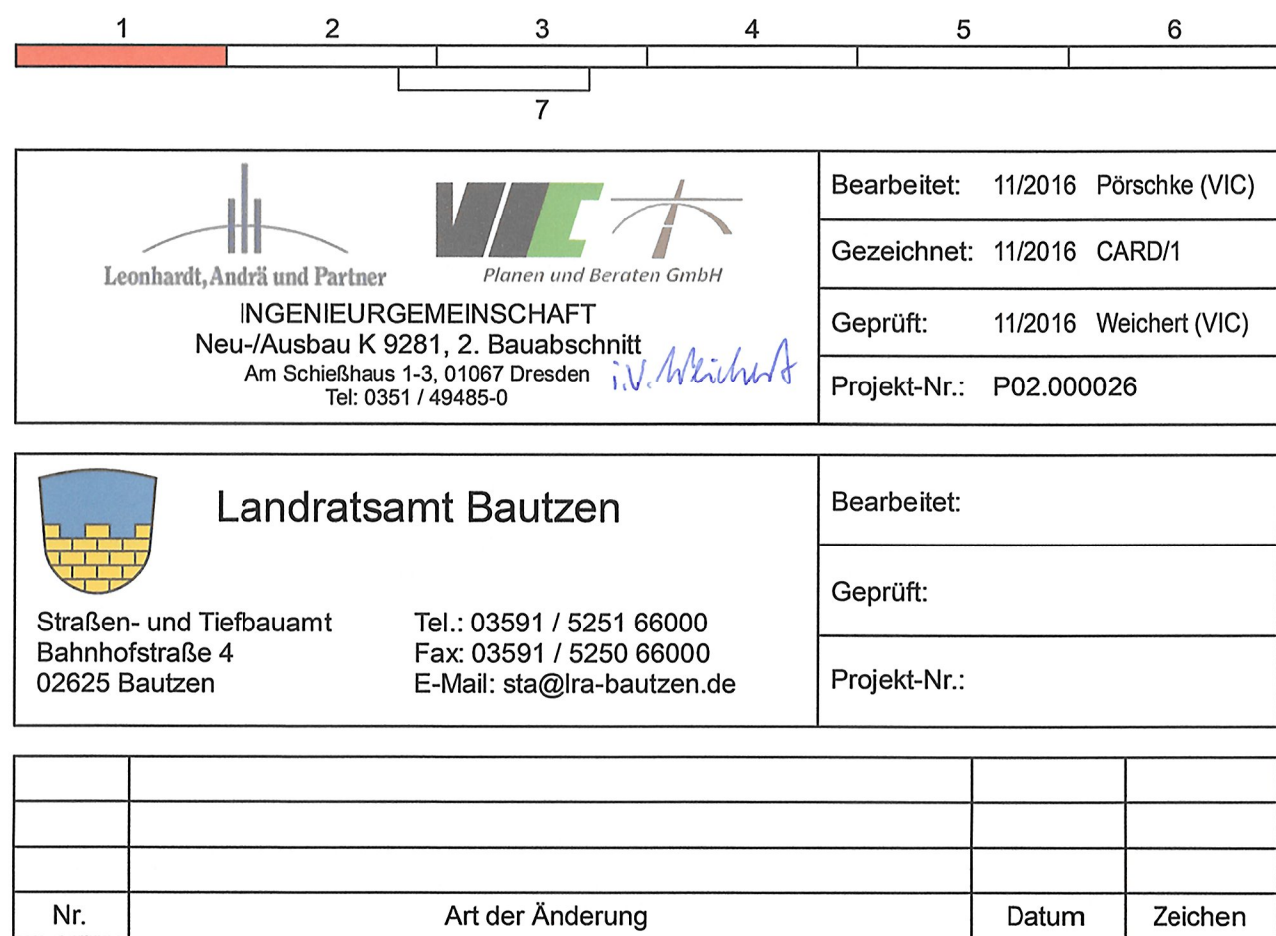 1 2 3 4 5 6
7
Leonhardt, Andrä und Partner
VIC
Planen und Beraten GmbH
INGENIEURGEMEINSCHAFT
Neu-/Ausbau K 9281, 2. Bauabschnitt
Am Schießhaus 1-3, 01067 Dresden
Tel: 0351 / 49485-0
i.V. Weichert
Bearbeitet: 11/2016 Pörschke (VIC)
Gezeichnet: 11/2016 CARD/1
Geprüft: 11/2016 Weichert (VIC)
Projekt-Nr.: P02.000026
Landratsamt Bautzen
Straßen- und Tiefbauamt
Bahnhofstraße 4
02625 Bautzen
Tel.: 03591 / 5251 66000
Fax: 03591 / 5250 66000
E-Mail: sta@lra-bautzen.de
Bearbeitet:
Geprüft:
Projekt-Nr.:
Nr. Art der Änderung Datum Zeichen